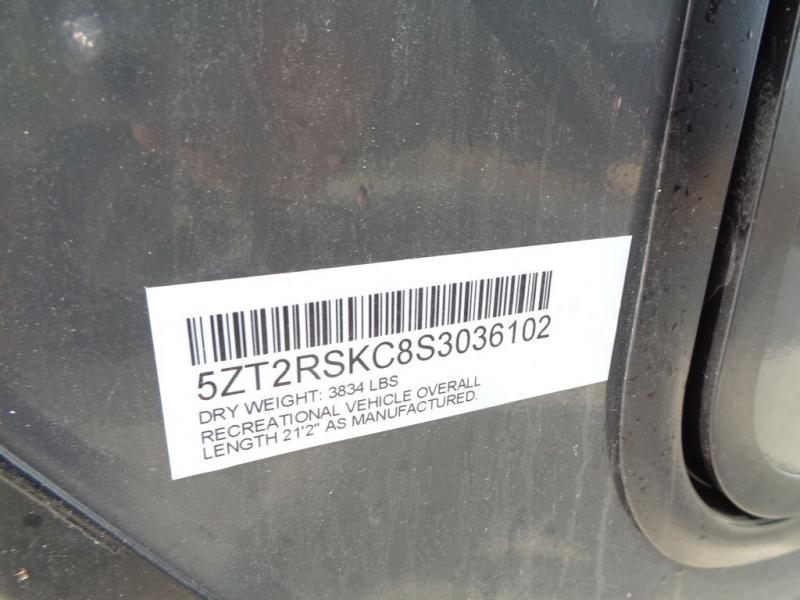 5ZT2RSKC8S3036102
DRY WEIGHT: 3834 LBS
RECREATIONAL VEHICLE OVERALL
LENGTH 21'2" AS MANUFACTURED.